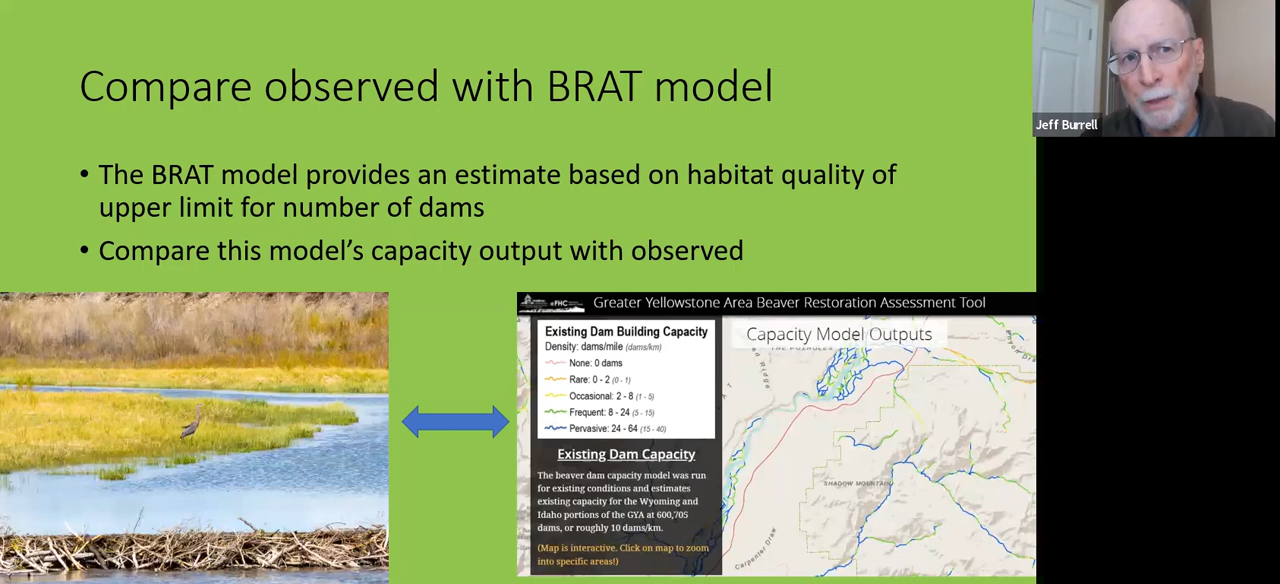 Compare observed with BRAT model
• The BRAT model provides an estimate based on habitat quality of
upper limit for number of dams
• Compare this model's capacity output with observed
Jeff Burrell
eFHC
Greater Yellowstone Area Beaver Restoration Assessment Tool
Existing Dam Building Capacity
Density: dams/mile (dams/km)
None: 0 dams
Rare: 0 - 2 (0 - 1)
Occasional: 2 - 8 (1 - 5)
Frequent: 8 - 24 (5 - 15)
Pervasive: 24 - 64 (15 - 40)
Existing Dam Capacity
The beaver dam capacity model was run
for existing conditions and estimates
existing capacity for the Wyoming and
Idaho portions of the GYA at 600,705
dams, or roughly 10 dams/km.
(Map is interactive. Click on map to zoom
into specific areas!)
Capacity Model Outputs
THE POTHOLES
Ridge
SHADOW MOUNTAIN
Carpenter Draw